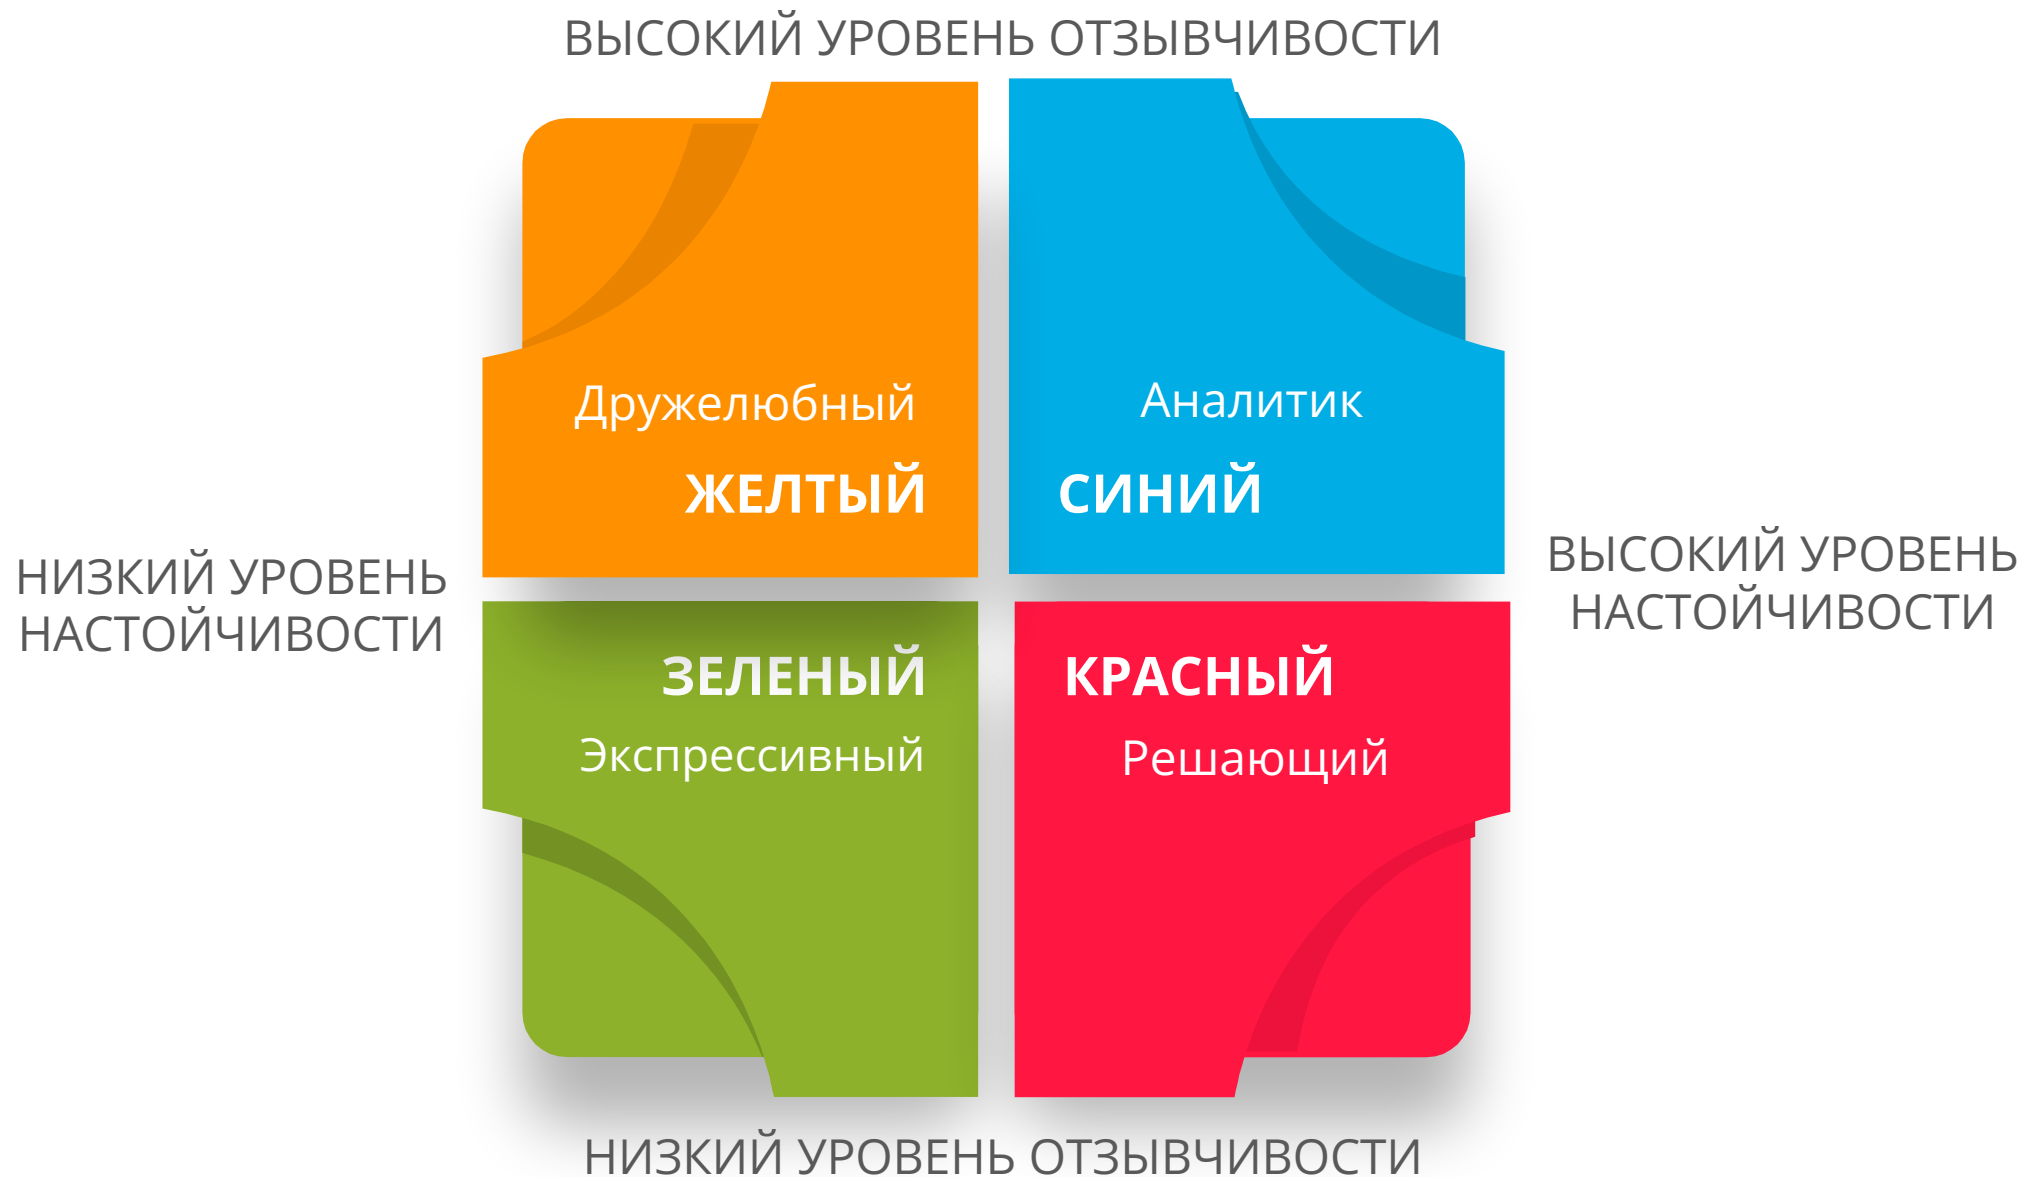 ВЫСОКИЙ УРОВЕНЬ ОТЗЫВЧИВОСТИ
Дружелюбный
ЖЕЛТЫЙ
Аналитик
СИНИЙ
НИЗКИЙ УРОВЕНЬ
НАСТОЙЧИВОСТИ
ВЫСОКИЙ УРОВЕНЬ
НАСТОЙЧИВОСТИ
ЗЕЛЕНЫЙ
Экспрессивный
КРАСНЫЙ
Решающий
НИЗКИЙ УРОВЕНЬ ОТЗЫВЧИВОСТИ